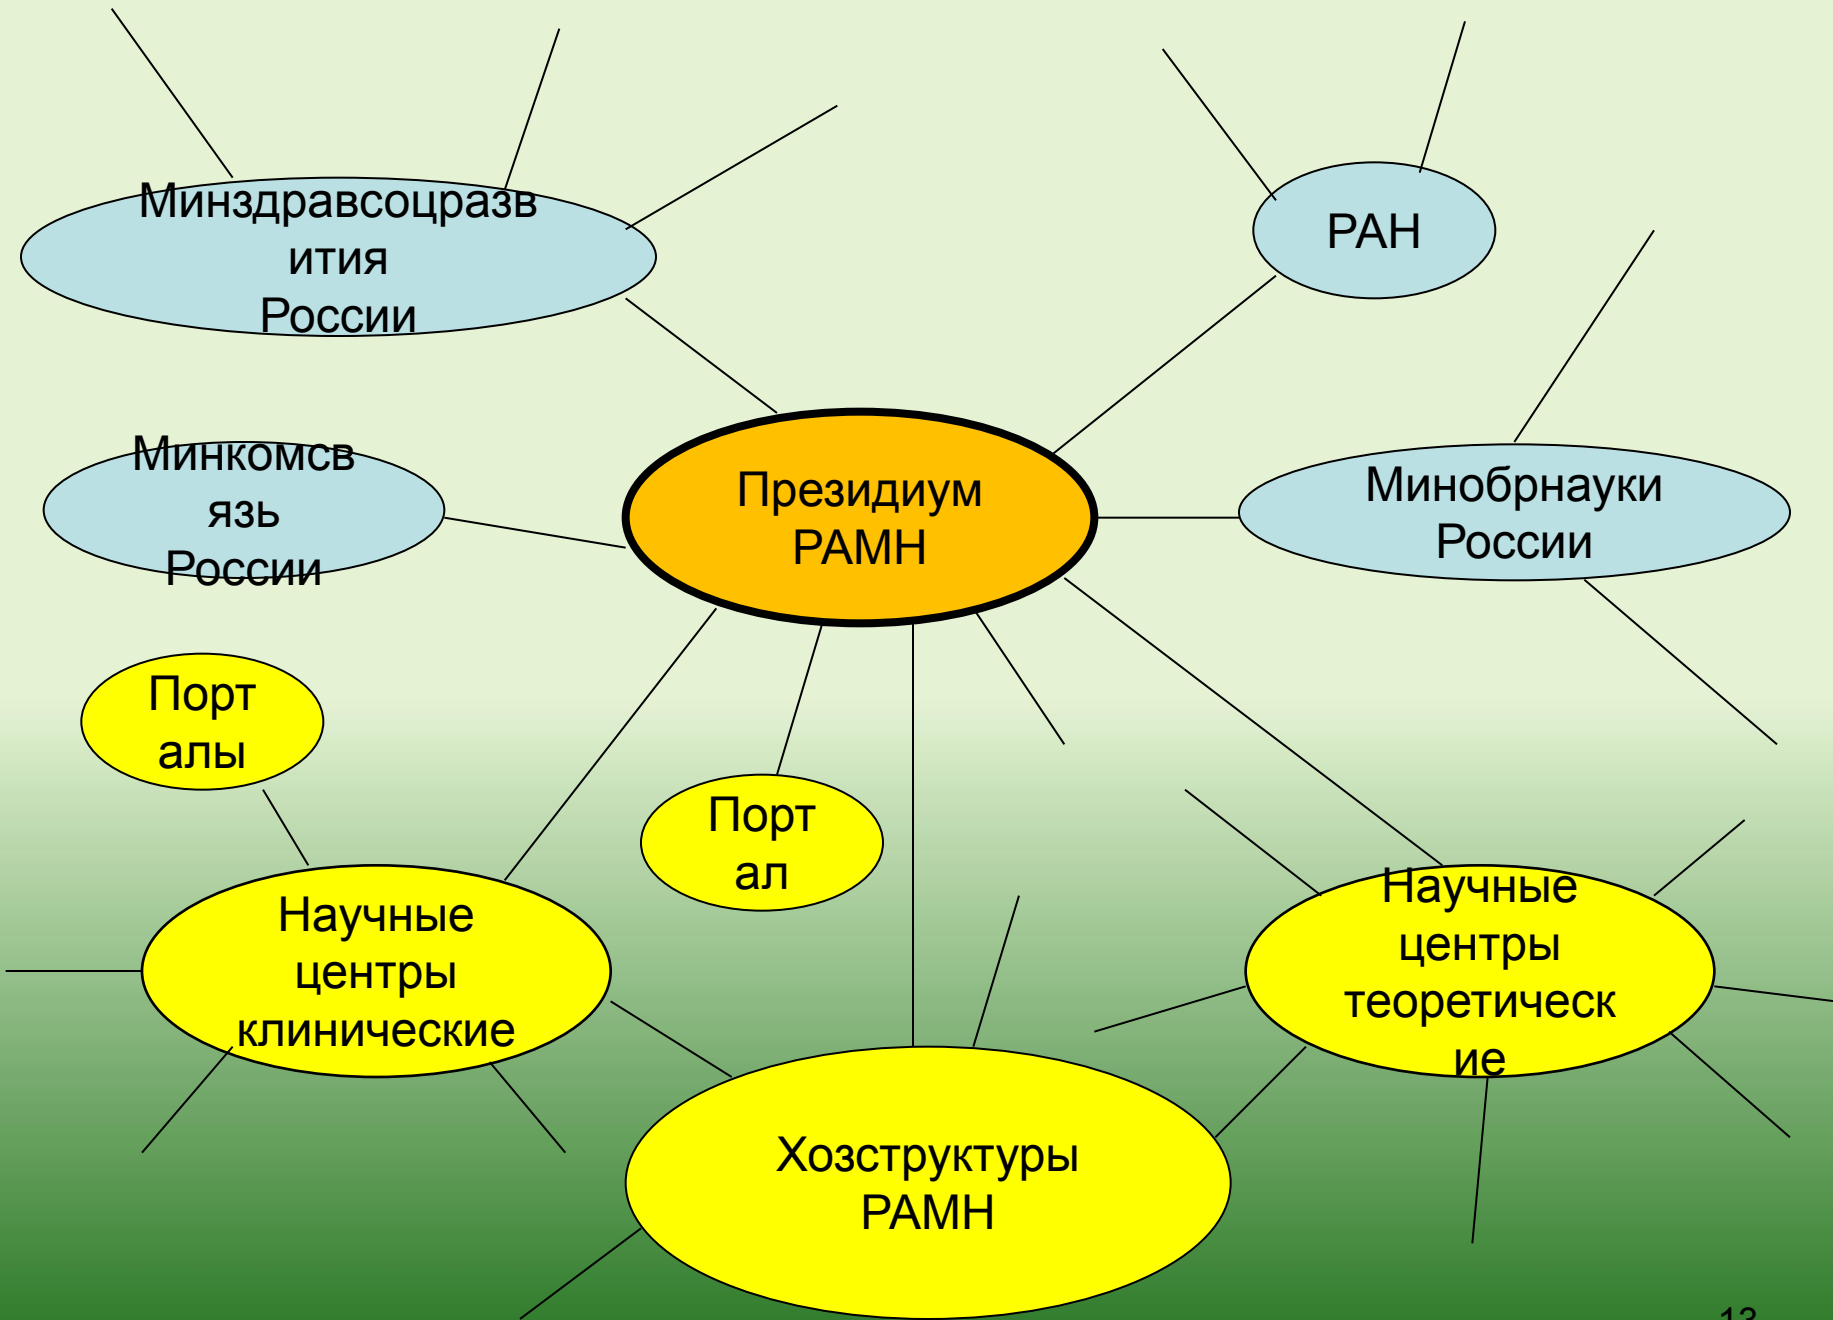 Минздравсоцразв
ития
России
РАН
Минкомсв
язь
России
Президиум
РАМН
Минобрнауки
России
Порт
алы
Порт
ал
Научные
центры
клинические
Научные
центры
теоретическ
ие
Хозструктуры
РАМН
13